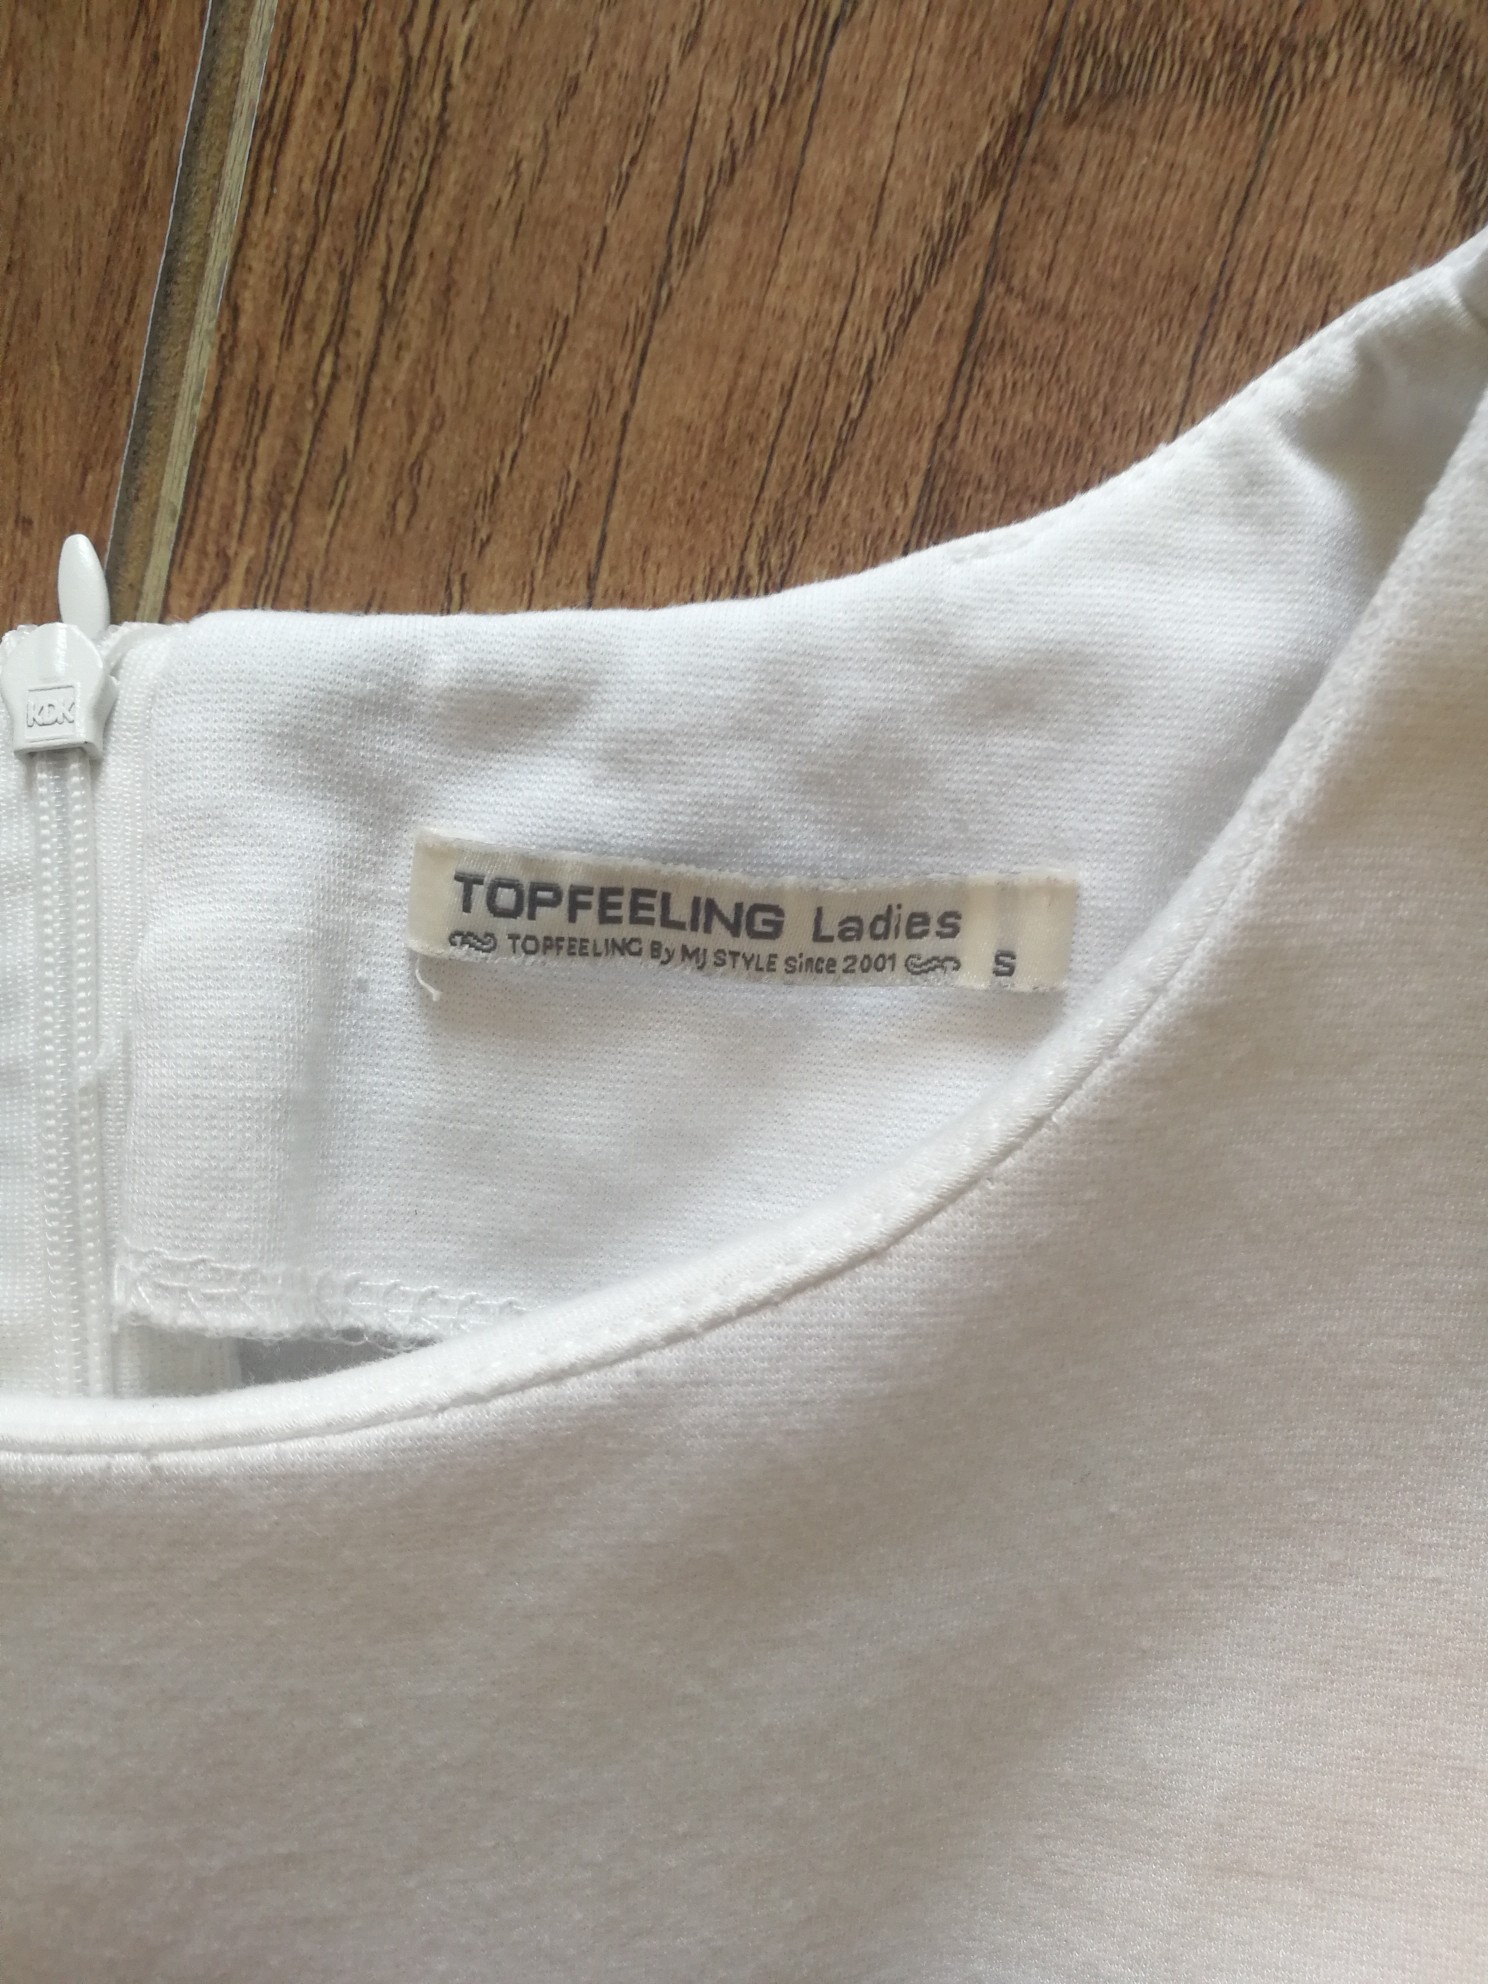 KDK
TOPFEELING Ladies
TOPFEELING By MJ STYLE Since 2001
S